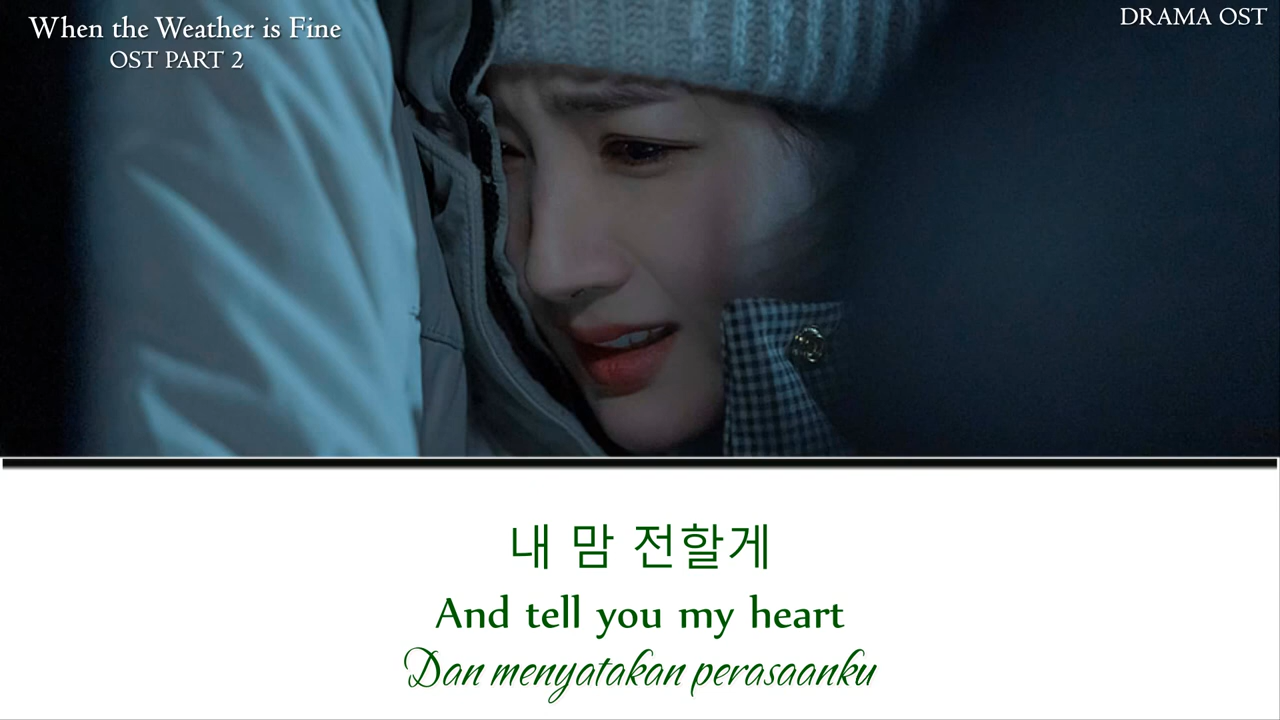 When the Weather is Fine
OST PART 2
DRAMA OST
내 맘 전할게
And tell you my heart
Dan menyatakan perasaanku